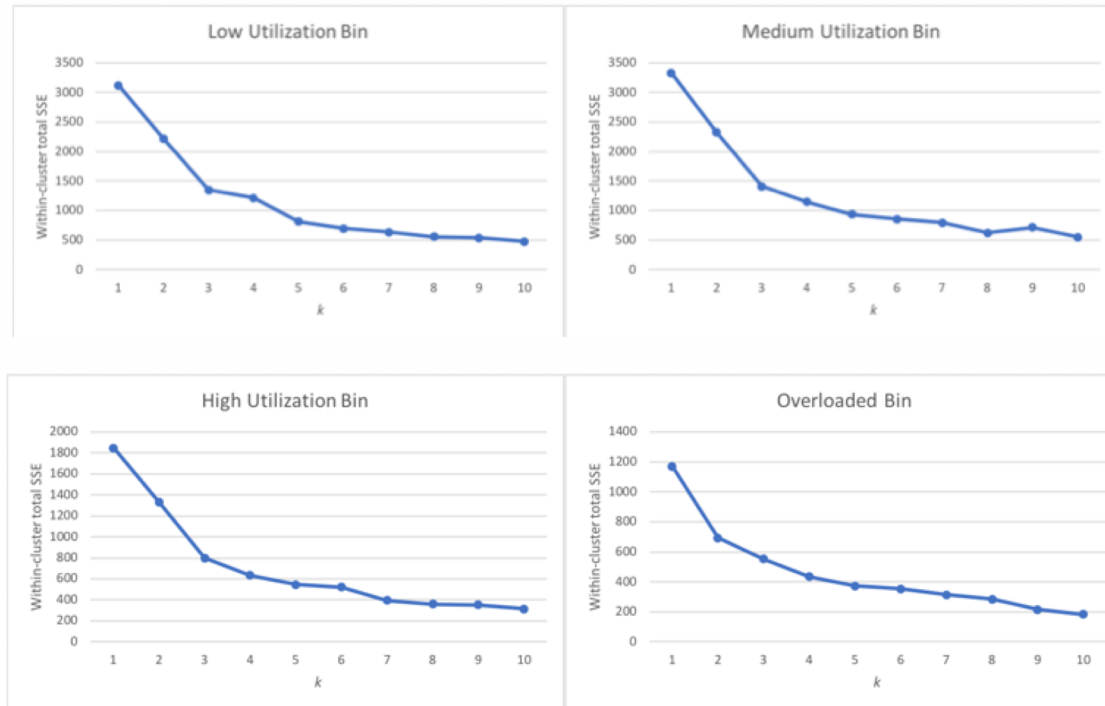 Low Utilization Bin
Within-cluster total SSE
3500
3000
2500
2000
1500
1000
500
0
1 2 3 4 5 6 7 8 9 10
k
Medium Utilization Bin
Within-cluster total SSE
3500
3000
2500
2000
1500
1000
500
0
1 2 3 4 5 6 7 8 9 10
k
High Utilization Bin
Within-cluster total SSE
2000
1800
1600
1400
1200
1000
800
600
400
200
0
1 2 3 4 5 6 7 8 9 10
k
Overloaded Bin
Within-cluster total SSE
1400
1200
1000
800
600
400
200
0
1 2 3 4 5 6 7 8 9 10
k